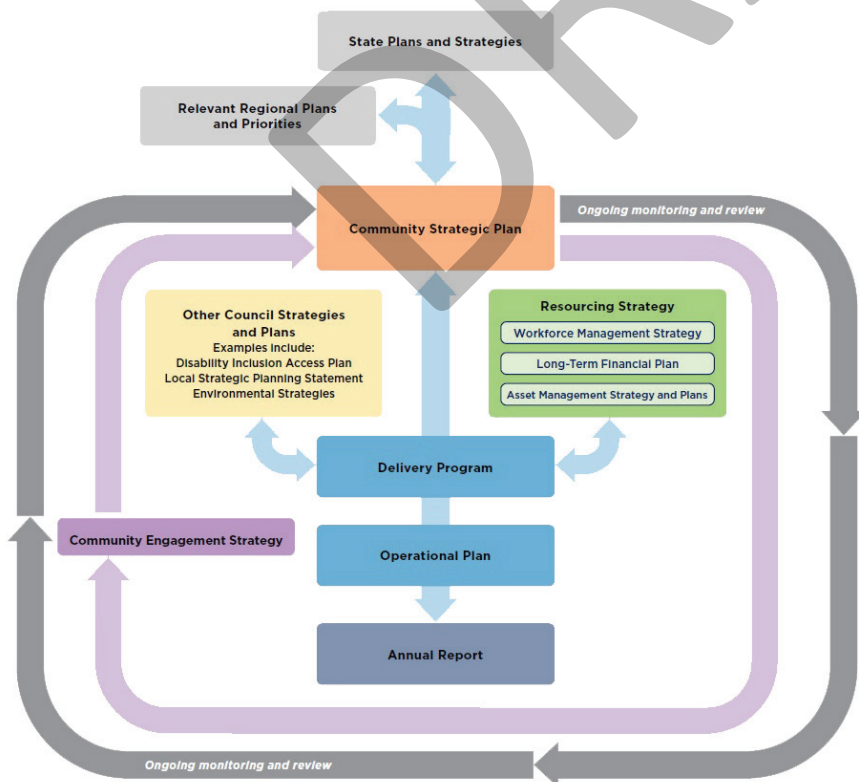 State Plans and Strategies
Relevant Regional Plans
and Priorities
Ongoing monitoring and review
Community Strategic Plan
Other Council Strategies
and Plans
Examples Include:
Disability Inclusion Access Plan
Local Strategic Planning Statement
Environmental Strategies
Resourcing Strategy
Workforce Management Strategy
Long-Term Financial Plan
Asset Management Strategy and Plans
Delivery Program
Community Engagement Strategy
Operational Plan
Annual Report
Ongoing monitoring and review